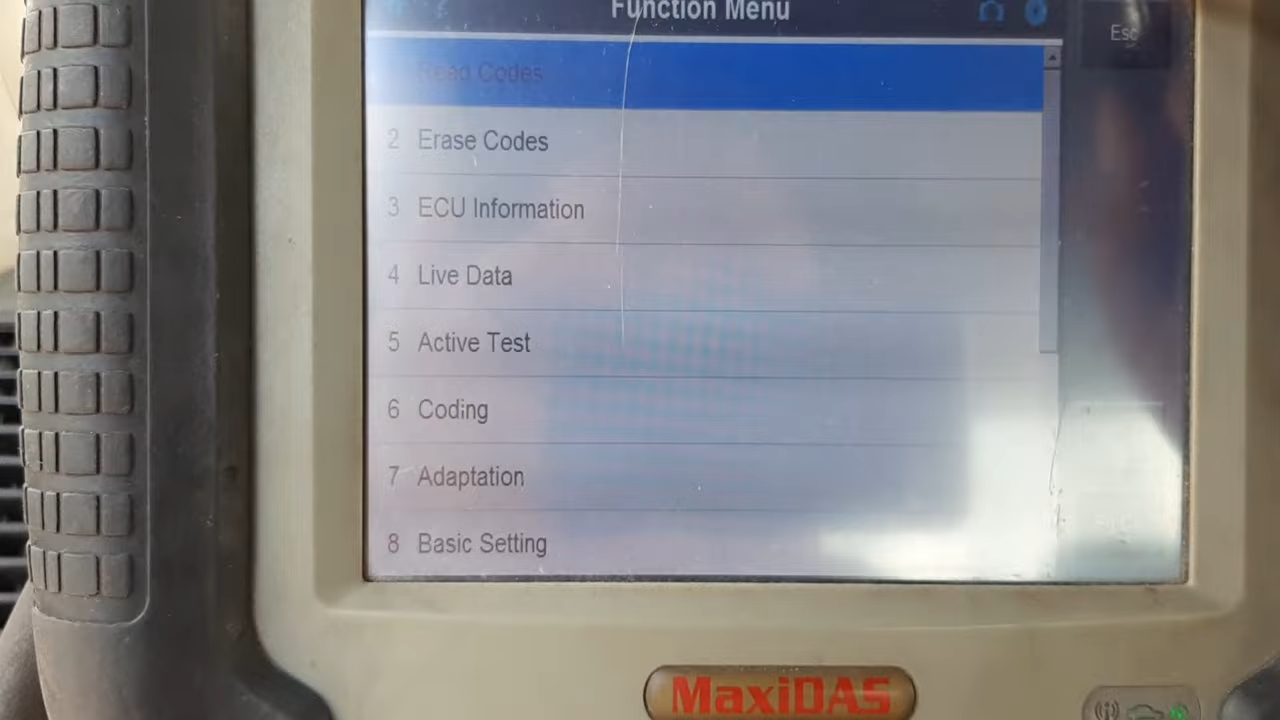 Function Menu
Esc
Read Codes
2 Erase Codes
3 ECU Information
4 Live Data
5 Active Test
6 Coding
7 Adaptation
8 Basic Setting
MaxiDAS